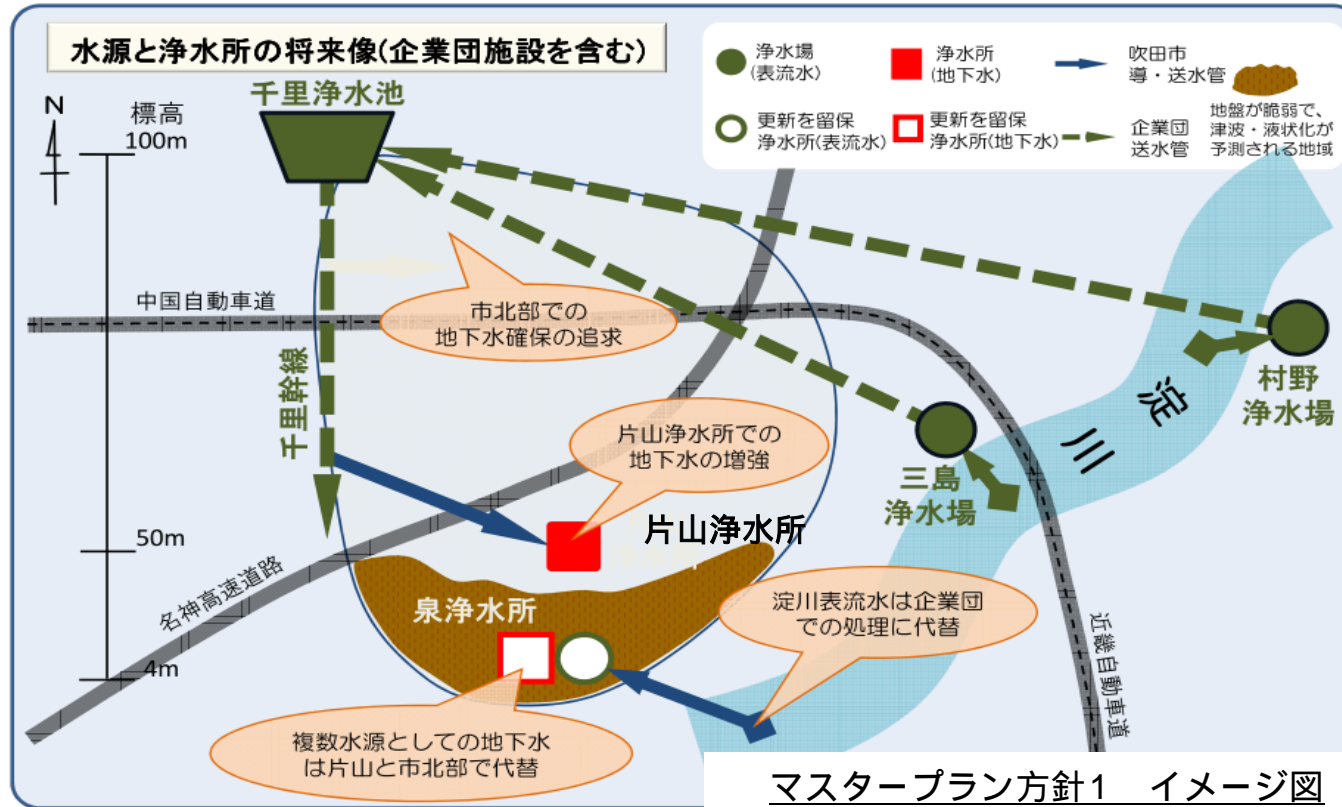 水源と浄水所の将来像(企業団施設を含む)
浄水場
(表流水)
浄水所
(地下水)
吹田市
導・送水管
更新を留保
浄水所(表流水)
更新を留保
浄水所(地下水)
企業団
送水管
地盤が脆弱で、
津波・液状化が
予測される地域
N
標高
100m
50m
4m
千里浄水池
中国自動車道
市北部での
地下水確保の追求
千里幹線
村野
浄水場
淀川
三島
浄水場
片山浄水所での
地下水の増強
片山浄水所
名神高速道路
泉浄水所
淀川表流水は企業団
での処理に代替
近畿自動車道
複数水源としての地下水
は片山と市北部で代替
マスタープラン方針1 イメージ図